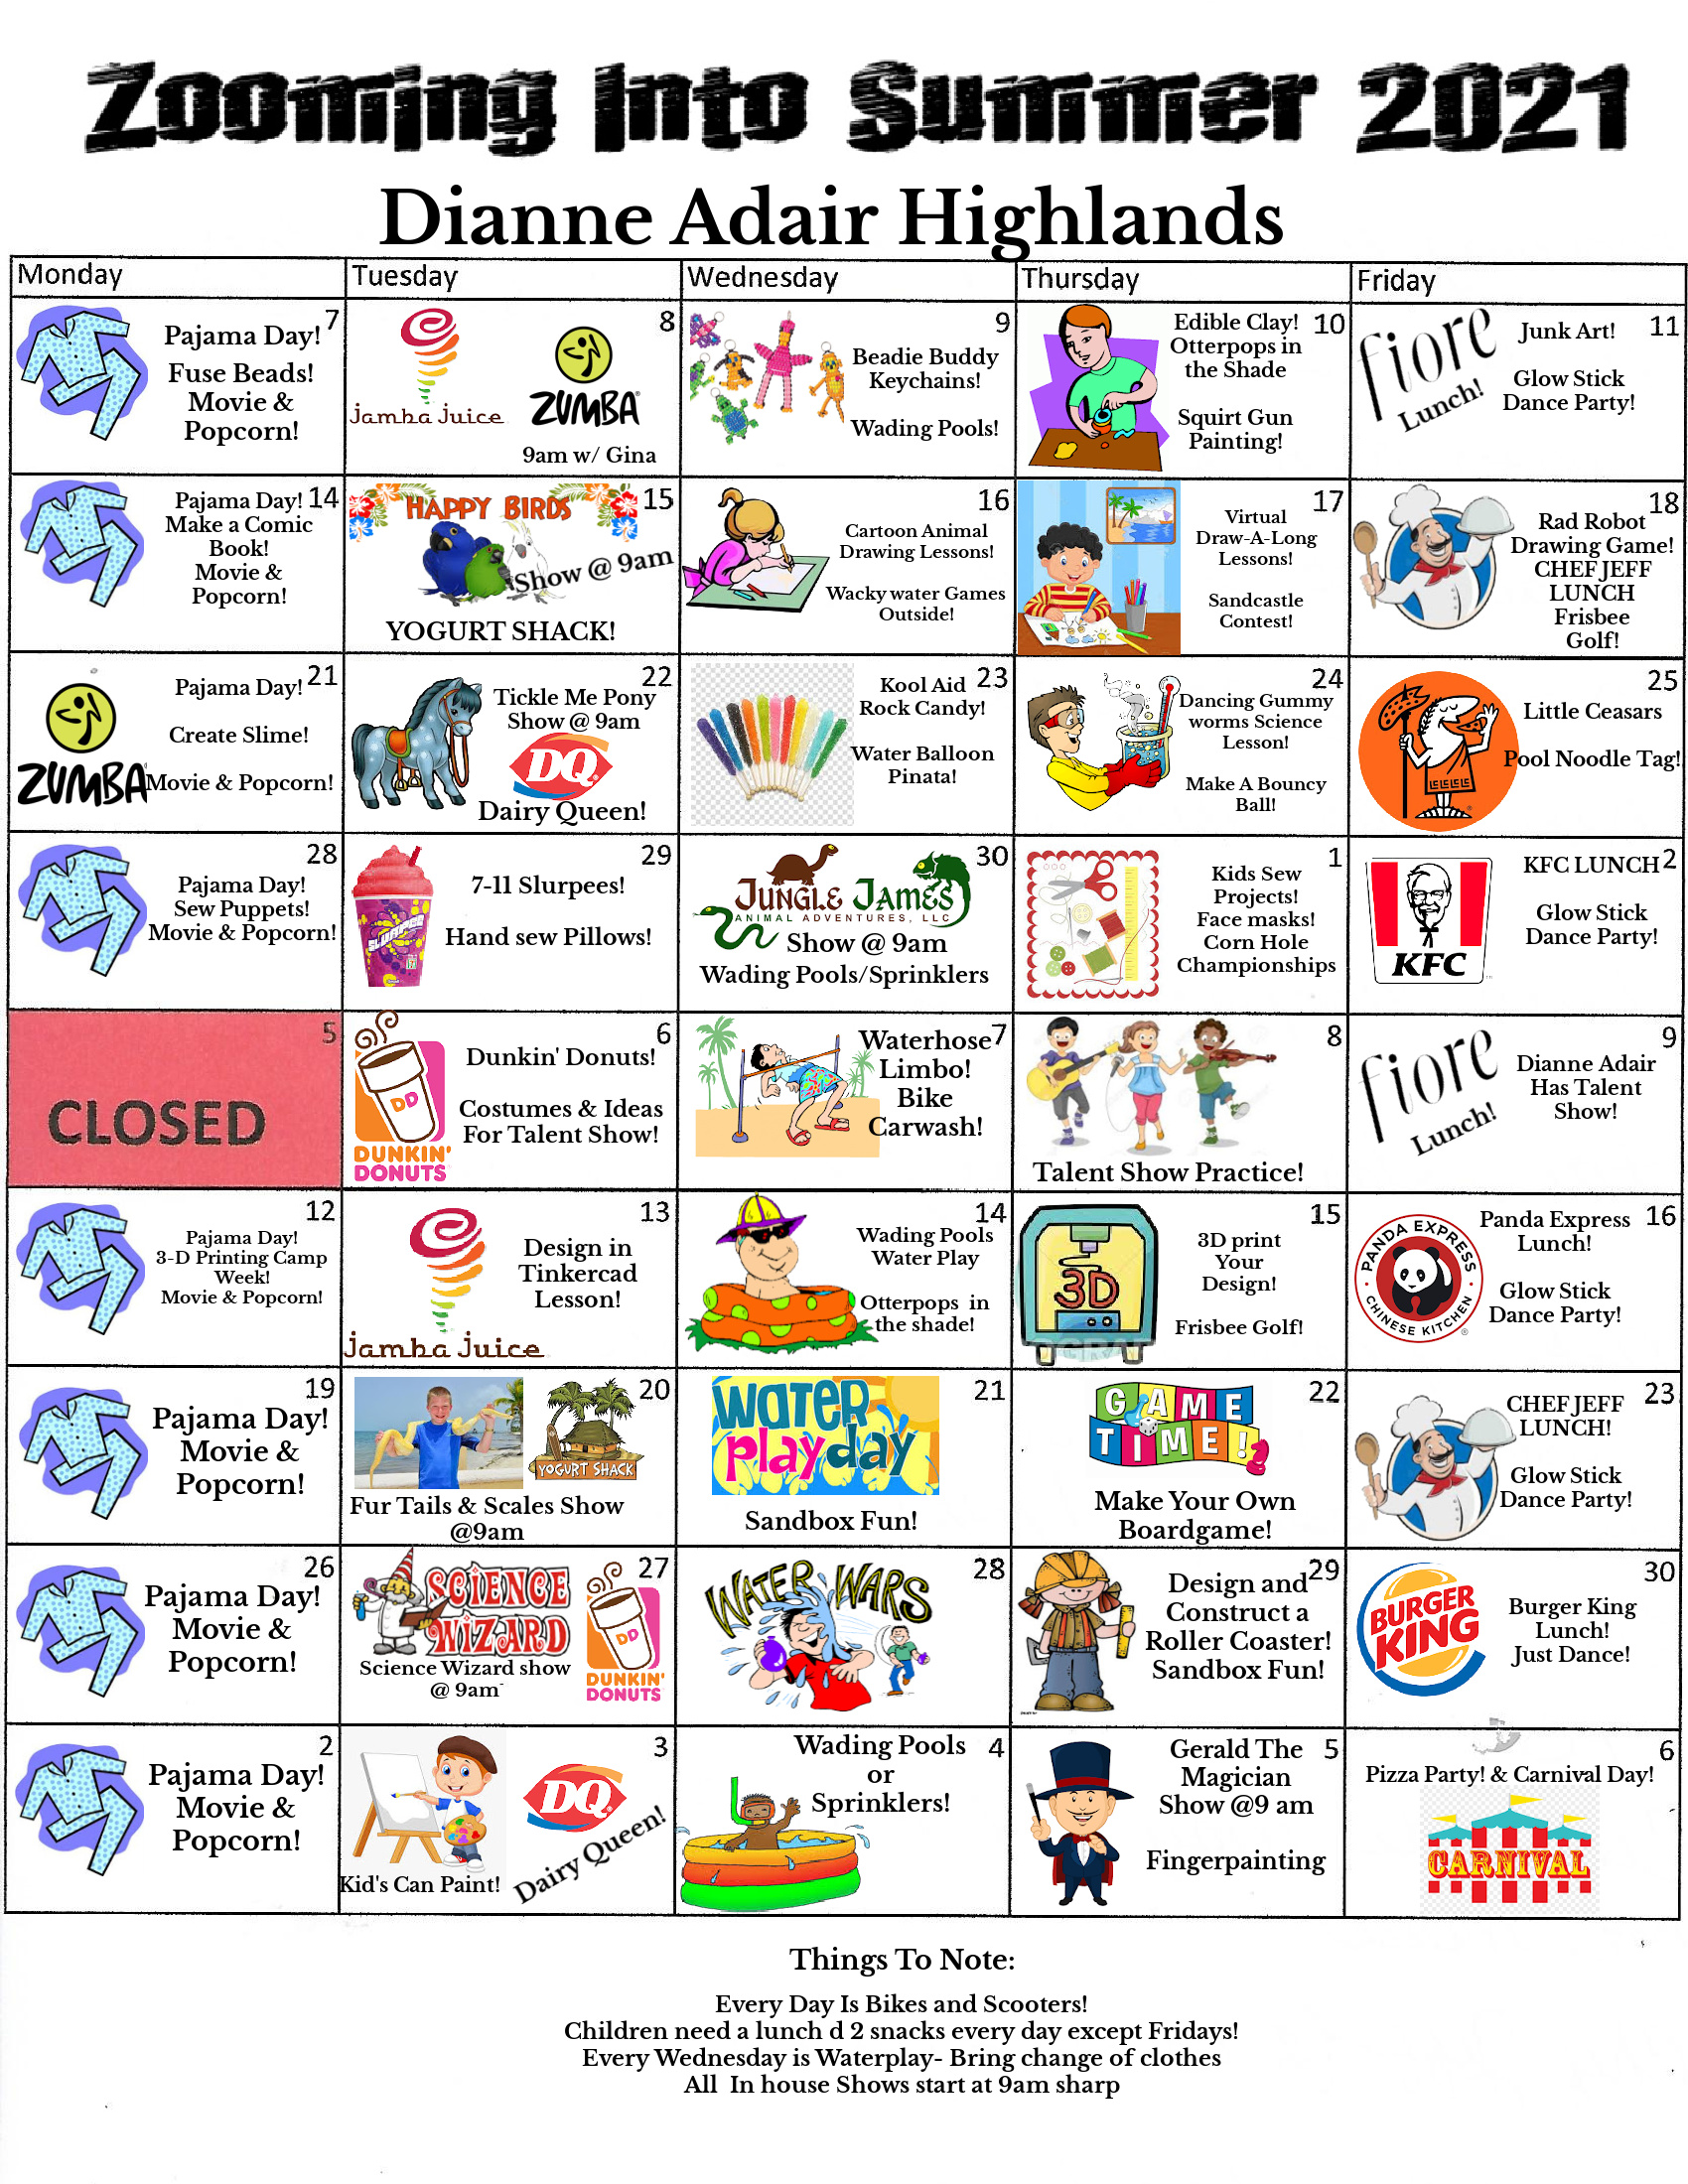 Zooming Into Summer 2021
Dianne Adair Highlands
Monday
Tuesday
Wednesday
Thursday
Friday
7
Pajama Day!
Fuse Beads!
Movie &
Popcorn!
8
jamba juice
ZUMBA
9am w/ Gina
9
Beadie Buddy
Keychains!
Wading Pools!
10
Edible Clay!
Otterpops in
the Shade
Squirt Gun
Painting!
11
fiore
Lunch!
Junk Art!
Glow Stick
Dance Party!
14
Pajama Day!
Make a Comic
Book!
Movie &
Popcorn!
15
HAPPY BIRDS
Show @ 9am
YOGURT SHACK!
16
Cartoon Animal
Drawing Lessons!
Wacky water Games
Outside!
17
Virtual
Draw-A-Long
Lessons!
Sandcastle
Contest!
18
Rad Robot
Drawing Game!
CHEF JEFF
LUNCH
Frisbee
Golf!
21
ZUMBA
Pajama Day!
Create Slime!
Movie & Popcorn!
22
Tickle Me Pony
Show @ 9am
DQ
Dairy Queen!
23
Kool Aid
Rock Candy!
Water Balloon
Pinata!
24
Dancing Gummy
worms Science
Lesson!
Make A Bouncy
Ball!
25
Little Ceasars
Pool Noodle Tag!
28
Pajama Day!
Sew Puppets!
Movie & Popcorn!
29
SLURPEE
7-11 Slurpees!
Hand sew Pillows!
30
JUNGLE JAMES
ANIMAL ADVENTURES, LLC
Show @ 9am
Wading Pools/Sprinklers
1
Kids Sew
Projects!
Face masks!
Corn Hole
Championships
2
KFC LUNCH
KFC
Glow Stick
Dance Party!
5
CLOSED
6
DD
DUNKIN'
DONUTS
Dunkin' Donuts!
Costumes & Ideas
For Talent Show!
7
Waterhose
Limbo!
Bike
Carwash!
8
Talent Show Practice!
9
fiore
Lunch!
Dianne Adair
Has Talent
Show!
12
Pajama Day!
3-D Printing Camp
Week!
Movie & Popcorn!
13
jamba juice
Design in
Tinkercad
Lesson!
14
Wading Pools
Water Play
Otterpops in
the shade!
15
3D
3D print
Your
Design!
Frisbee Golf!
16
PANDA EXPRESS
CHINESE KITCHEN
Panda Express
Lunch!
Glow Stick
Dance Party!
19
Pajama Day!
Movie &
Popcorn!
20
YOGURT SHACK
Fur Tails & Scales Show
@9am
21
WATER
playday
Sandbox Fun!
22
GAME
TIME!
Make Your Own
Boardgame!
23
CHEF JEFF
LUNCH!
Glow Stick
Dance Party!
26
Pajama Day!
Movie &
Popcorn!
27
SCIENCE
WIZARD
Science Wizard show
@ 9am
DD
DUNKIN'
DONUTS
28
WATER WARS
29
Design and
Construct a
Roller Coaster!
Sandbox Fun!
30
BURGER
KING
Burger King
Lunch!
Just Dance!
2
Pajama Day!
Movie &
Popcorn!
3
Kid's Can Paint!
DQ
Dairy Queen!
4
Wading Pools
or
Sprinklers!
5
Gerald The
Magician
Show @9 am
Fingerpainting
6
Pizza Party! & Carnival Day!
CARNIVAL
Things To Note:
Every Day Is Bikes and Scooters!
Children need a lunch d 2 snacks every day except Fridays!
Every Wednesday is Waterplay- Bring change of clothes
All In house Shows start at 9am sharp